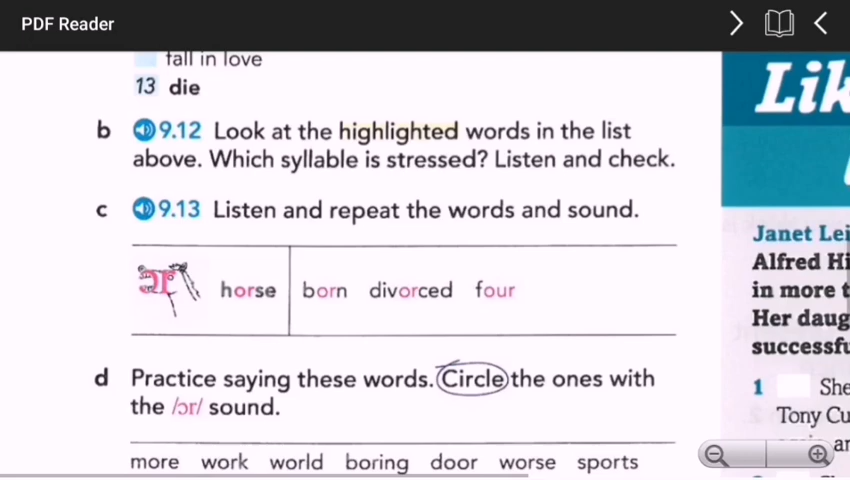 PDF Reader
fall in love
13 die
b 9.12 Look at the highlighted words in the list
above. Which syllable is stressed? Listen and check.
c 9.13 Listen and repeat the words and sound.
horse born divorced four
d Practice saying these words. Circle the ones with
the /ɔr/ sound.
more work world boring door worse sports
Lik
Janet Lei
Alfred Hi
in more t
Her daug
successfu
1 She
Tony Cu